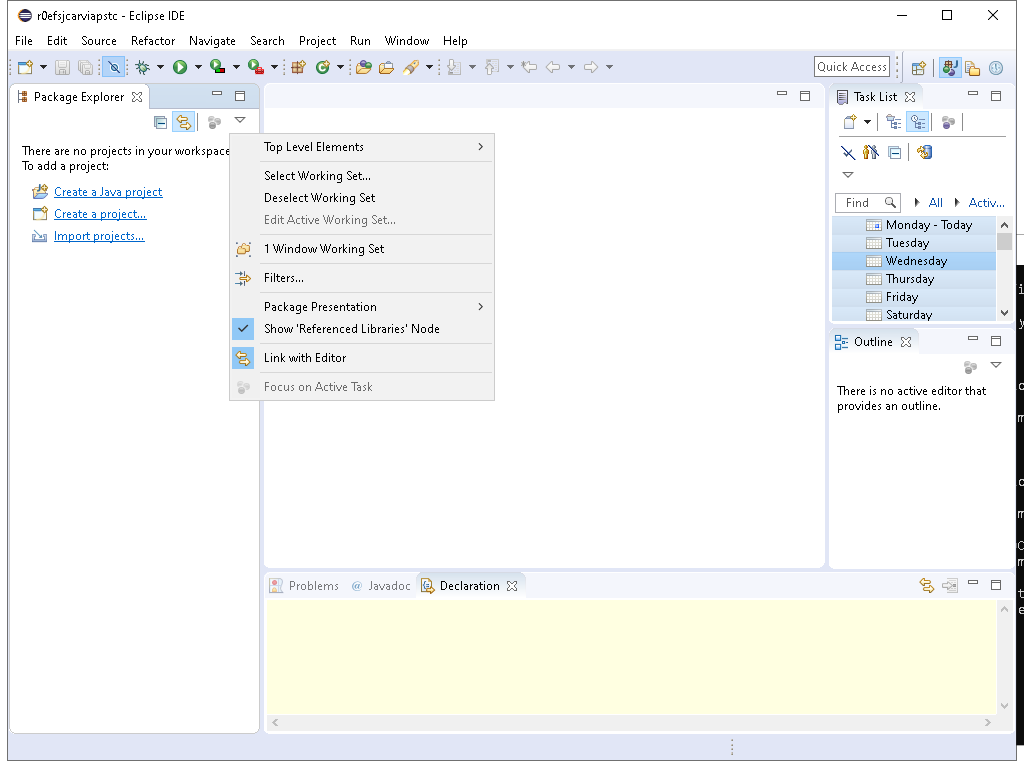 r0efsjcarviapstc - Eclipse IDE
File Edit Source Refactor Navigate Search Project Run Window Help
Quick Access
Package Explorer
There are no projects in your workspace
To add a project:
Create a Java project
Create a project...
Import projects...
Top Level Elements
Select Working Set...
Deselect Working Set
Edit Active Working Set...
1 Window Working Set
Filters...
Package Presentation
Show 'Referenced Libraries' Node
Link with Editor
Focus on Active Task
Task List
Find All Activ...
Monday - Today
Tuesday
Wednesday
Thursday
Friday
Saturday
Outline
There is no active editor that
provides an outline.
Problems @ Javadoc Declaration